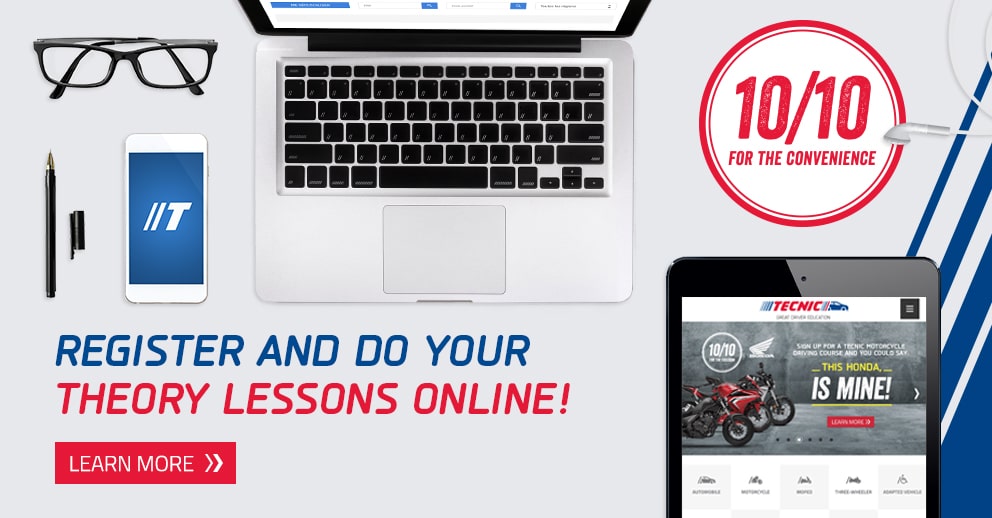 10/10
FOR THE CONVENIENCE
//T
REGISTER AND DO YOUR
THEORY LESSONS ONLINE!
LEARN MORE
TECNIC
GREAT DRIVER EDUCATION
10/10
HONDA
SIGN UP FOR A TECNIC MOTORCYCLE
DRIVING COURSE AND YOU COULD SAY:
THIS HONDA,
IS MINE!
LEARN MORE
AUTOMOBILE
MOTORCYCLE
MOPED
THREE-WHEELER
ADAPTED VEHICLE